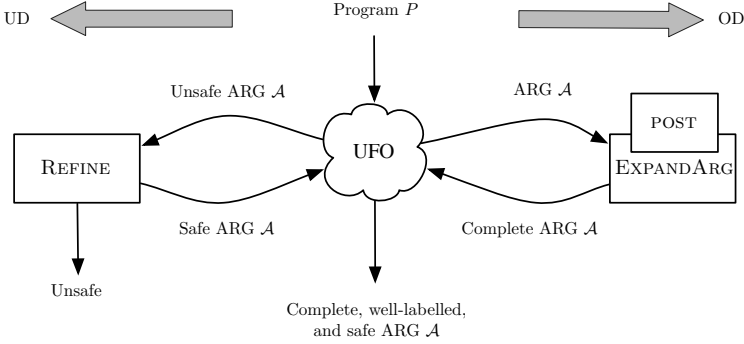 UD
Program P
OD
Unsafe ARG 𝒜
ARG 𝒜
POST
REFINE
UFO
EXPANDARG
Safe ARG 𝒜
Complete ARG 𝒜
Unsafe
Complete, well-labelled,
and safe ARG 𝒜